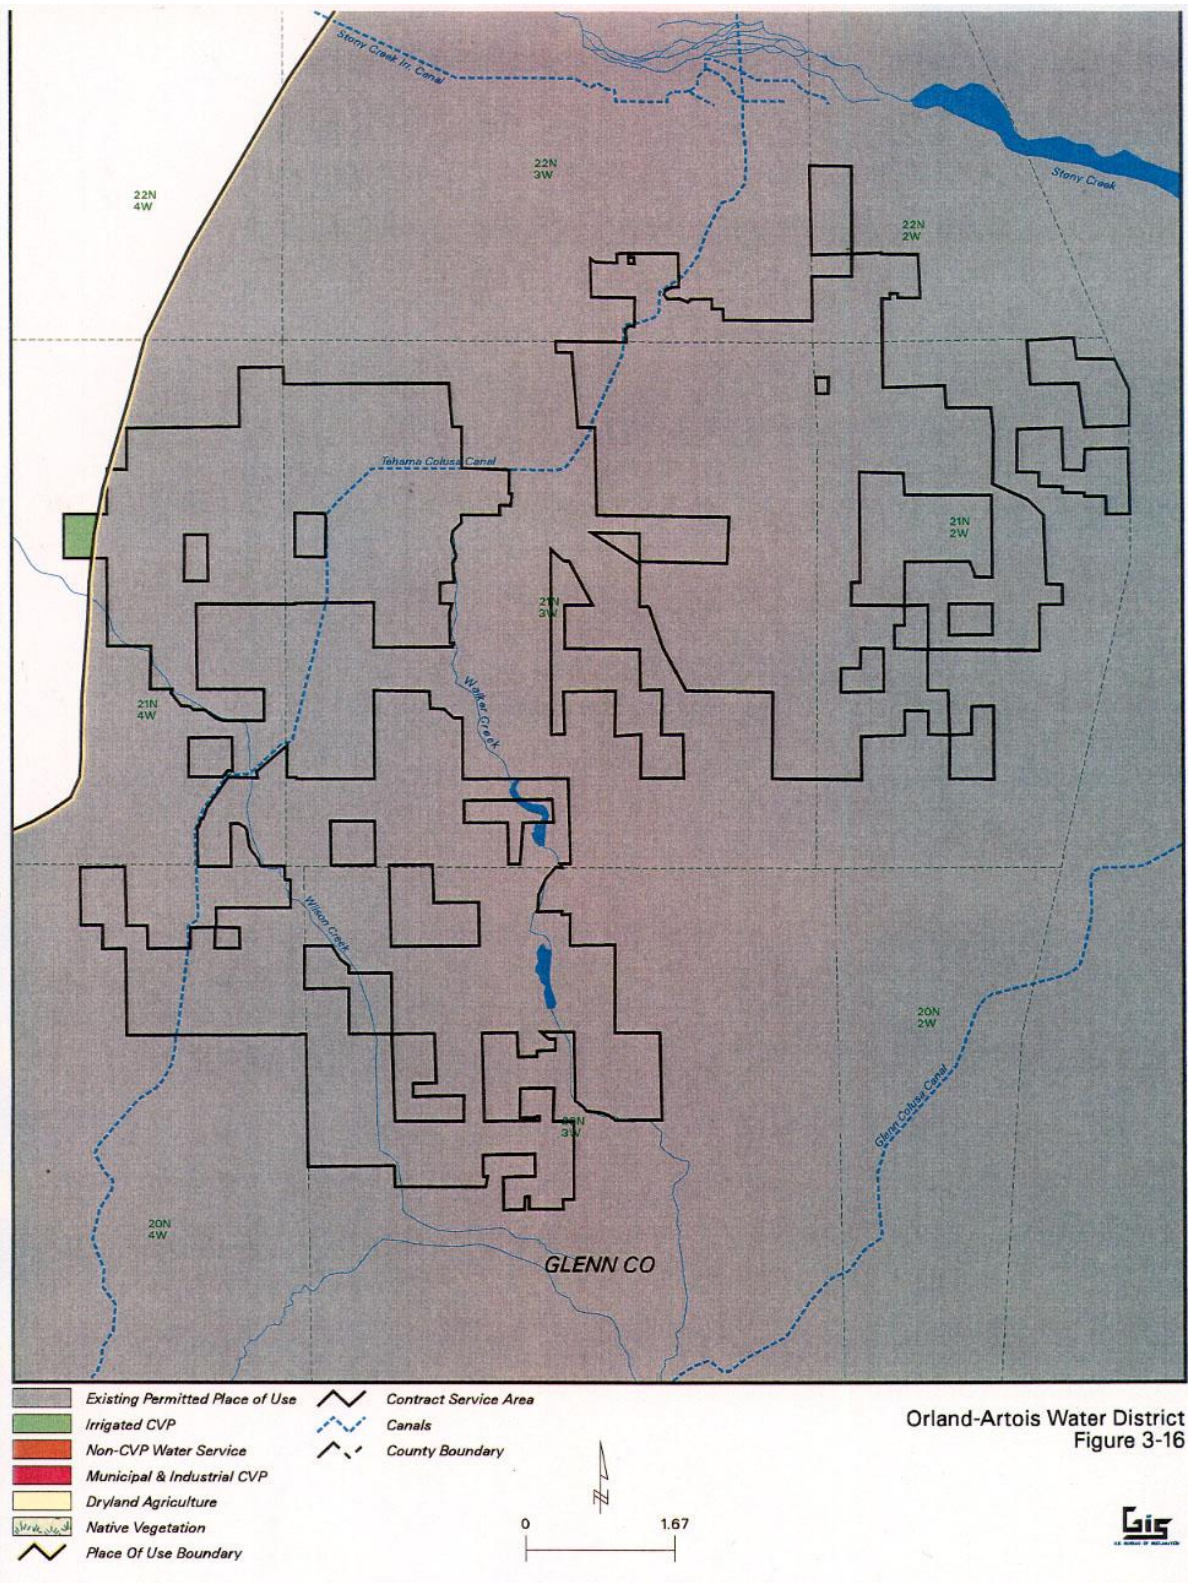 Stony Creek Irr. Canal
22N
3W
Stony Creek
22N
4W
22N
2W
Tehama Colusa Canal
21N
2W
21N
3W
Walker Creek
21N
4W
Wilson Creek
20N
2W
Glenn Colusa Canal
20N
3W
20N
4W
GLENN CO
Existing Permitted Place of Use
Irrigated CVP
Non-CVP Water Service
Municipal & Industrial CVP
Dryland Agriculture
Native Vegetation
Place Of Use Boundary
Contract Service Area
Canals
County Boundary
N
0 1.67
Orland-Artois Water District
Figure 3-16
Gis
U.S. BUREAU OF RECLAMATION